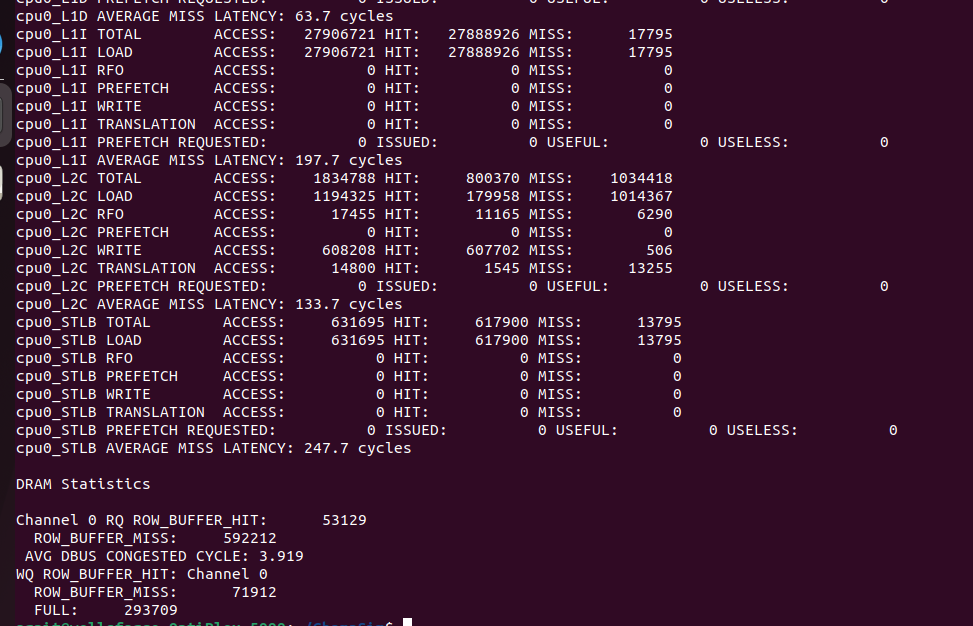 cpu0_L1D PREFETCH REQUESTED: 0 ISSUED: 0 USEFUL: 0 USELESS: 0
cpu0_L1D AVERAGE MISS LATENCY: 63.7 cycles
cpu0_L1I TOTAL ACCESS: 27906721 HIT: 27888926 MISS: 17795
cpu0_L1I LOAD ACCESS: 27906721 HIT: 27888926 MISS: 17795
cpu0_L1I RFO ACCESS: 0 HIT: 0 MISS: 0
cpu0_L1I PREFETCH ACCESS: 0 HIT: 0 MISS: 0
cpu0_L1I WRITE ACCESS: 0 HIT: 0 MISS: 0
cpu0_L1I TRANSLATION ACCESS: 0 HIT: 0 MISS: 0
cpu0_L1I PREFETCH REQUESTED: 0 ISSUED: 0 USEFUL: 0 USELESS: 0
cpu0_L1I AVERAGE MISS LATENCY: 197.7 cycles
cpu0_L2C TOTAL ACCESS: 1834788 HIT: 800370 MISS: 1034418
cpu0_L2C LOAD ACCESS: 1194325 HIT: 179958 MISS: 1014367
cpu0_L2C RFO ACCESS: 17455 HIT: 11165 MISS: 6290
cpu0_L2C PREFETCH ACCESS: 0 HIT: 0 MISS: 0
cpu0_L2C WRITE ACCESS: 608208 HIT: 607702 MISS: 506
cpu0_L2C TRANSLATION ACCESS: 14800 HIT: 1545 MISS: 13255
cpu0_L2C PREFETCH REQUESTED: 0 ISSUED: 0 USEFUL: 0 USELESS: 0
cpu0_L2C AVERAGE MISS LATENCY: 133.7 cycles
cpu0_STLB TOTAL ACCESS: 631695 HIT: 617900 MISS: 13795
cpu0_STLB LOAD ACCESS: 631695 HIT: 617900 MISS: 13795
cpu0_STLB RFO ACCESS: 0 HIT: 0 MISS: 0
cpu0_STLB PREFETCH ACCESS: 0 HIT: 0 MISS: 0
cpu0_STLB WRITE ACCESS: 0 HIT: 0 MISS: 0
cpu0_STLB TRANSLATION ACCESS: 0 HIT: 0 MISS: 0
cpu0_STLB PREFETCH REQUESTED: 0 ISSUED: 0 USEFUL: 0 USELESS: 0
cpu0_STLB AVERAGE MISS LATENCY: 247.7 cycles
DRAM Statistics
Channel 0 RQ ROW_BUFFER_HIT: 53129
ROW_BUFFER_MISS: 592212
AVG DBUS CONGESTED CYCLE: 3.919
WQ ROW_BUFFER_HIT: Channel 0
ROW_BUFFER_MISS: 71912
FULL: 293709